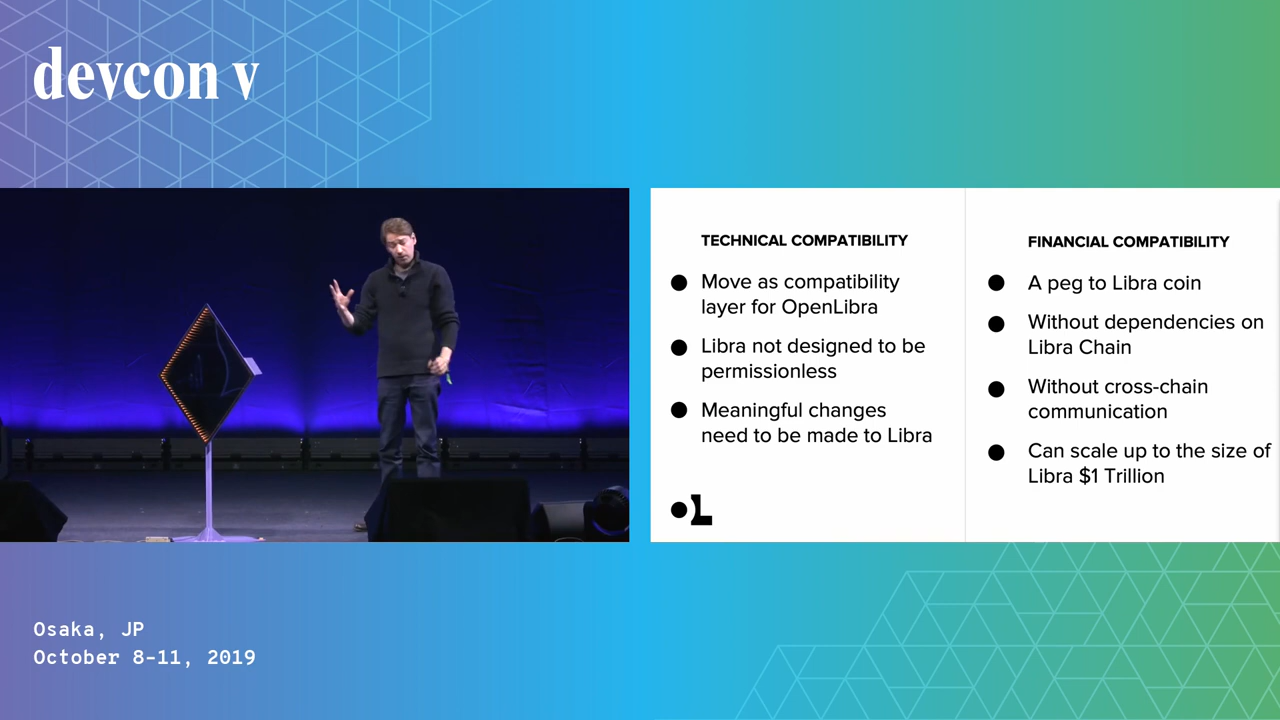 devcon v
TECHNICAL COMPATIBILITY
Move as compatibility
layer for OpenLibra
Libra not designed to be
permissionless
Meaningful changes
need to be made to Libra
OL
FINANCIAL COMPATIBILITY
A peg to Libra coin
Without dependencies on
Libra Chain
Without cross-chain
communication
Can scale up to the size of
Libra $1 Trillion
Osaka, JP
October 8-11, 2019